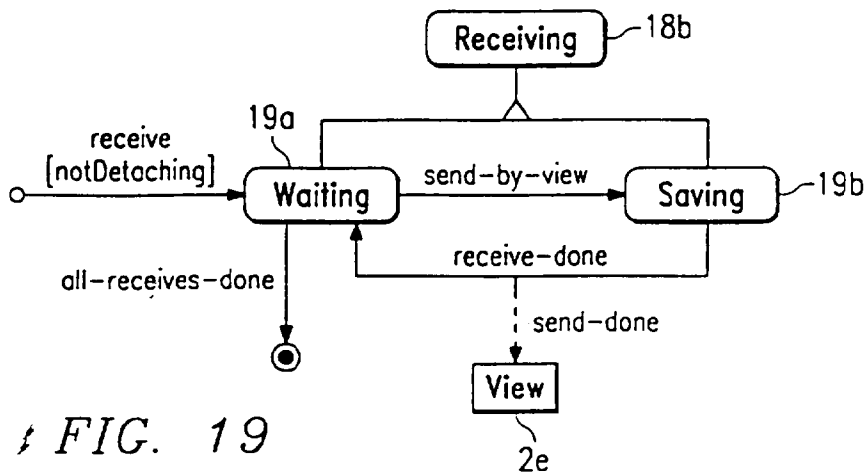 Receiving
18b
19a
receive
[notDetaching]
Waiting
send-by-view
Saving
19b
receive-done
all-receives-done
send-done
View
2e
FIG. 19